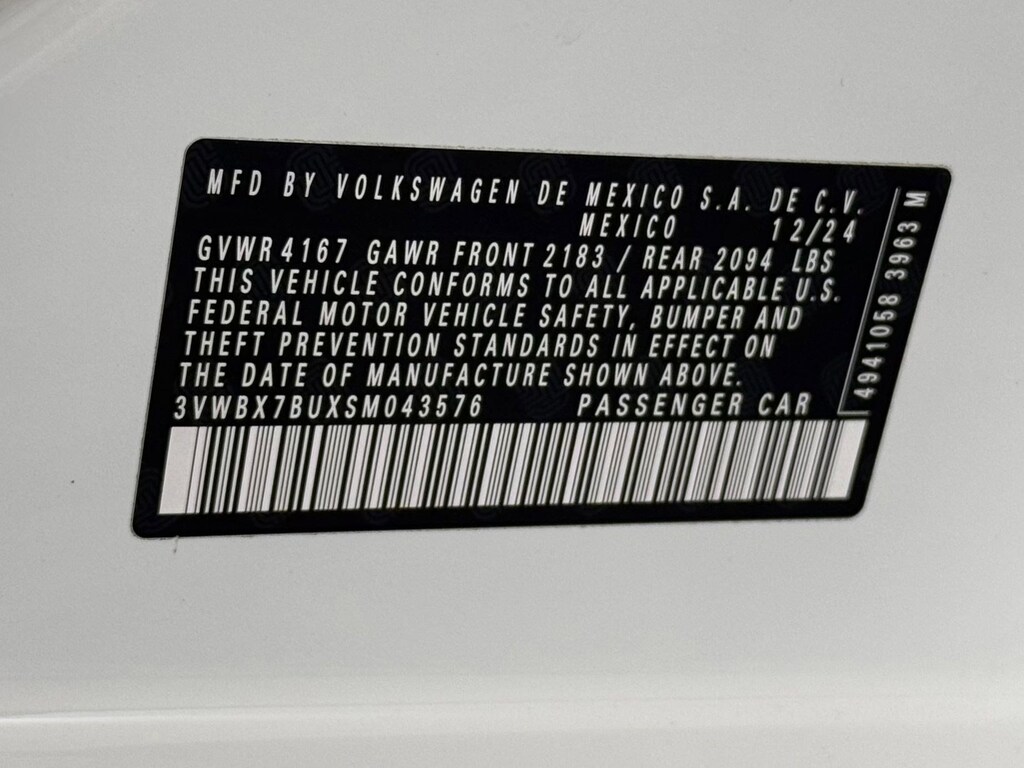 MFD BY VOLKSWAGEN DE MEXICO S.A. DE C.V.
MEXICO 12/24
GVWR 4167 GAWR FRONT 2183 / REAR 2094 LBS
THIS VEHICLE CONFORMS TO ALL APPLICABLE U.S.
FEDERAL MOTOR VEHICLE SAFETY, BUMPER AND
THEFT PREVENTION STANDARDS IN EFFECT ON
THE DATE OF MANUFACTURE SHOWN ABOVE.
3VWBX7BUXSM043576 PASSENGER CAR
4941058 3963 M